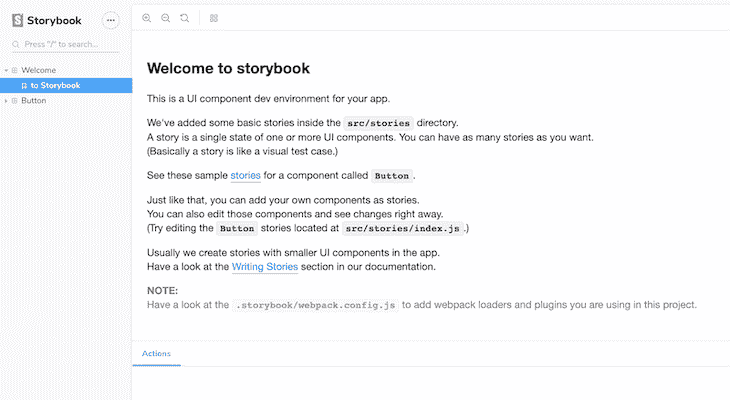 Storybook
Press "/" to search...
Welcome
to Storybook
Button
Welcome to storybook
This is a UI component dev environment for your app.
We've added some basic stories inside the src/stories directory.
A story is a single state of one or more UI components. You can have as many stories as you want.
(Basically a story is like a visual test case.)
See these sample stories for a component called Button.
Just like that, you can add your own components as stories.
You can also edit those components and see changes right away.
(Try editing the Button stories located at src/stories/index.js.)
Usually we create stories with smaller UI components in the app.
Have a look at the Writing Stories section in our documentation.
NOTE:
Have a look at the .storybook/webpack.config.js to add webpack loaders and plugins you are using in this project.
Actions